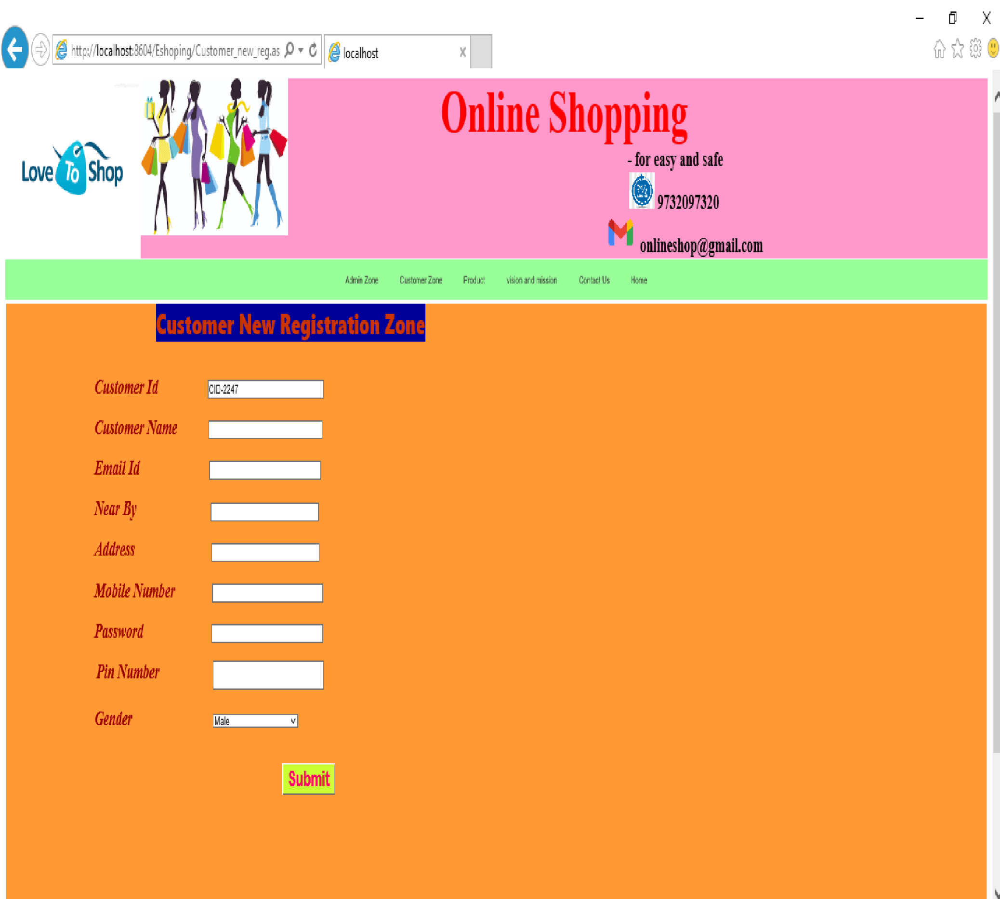 http://localhost:8604/Eshoping/Customer_new_reg.as
localhost
Love To Shop
Online Shopping
- for easy and safe
9732097320
onlineshop@gmail.com
Admin Zone Customer Zone Product vision and mission Contact Us Home
Customer New Registration Zone
Customer Id CID-2247
Customer Name
Email Id
Near By
Address
Mobile Number
Password
Pin Number
Gender Male
Submit